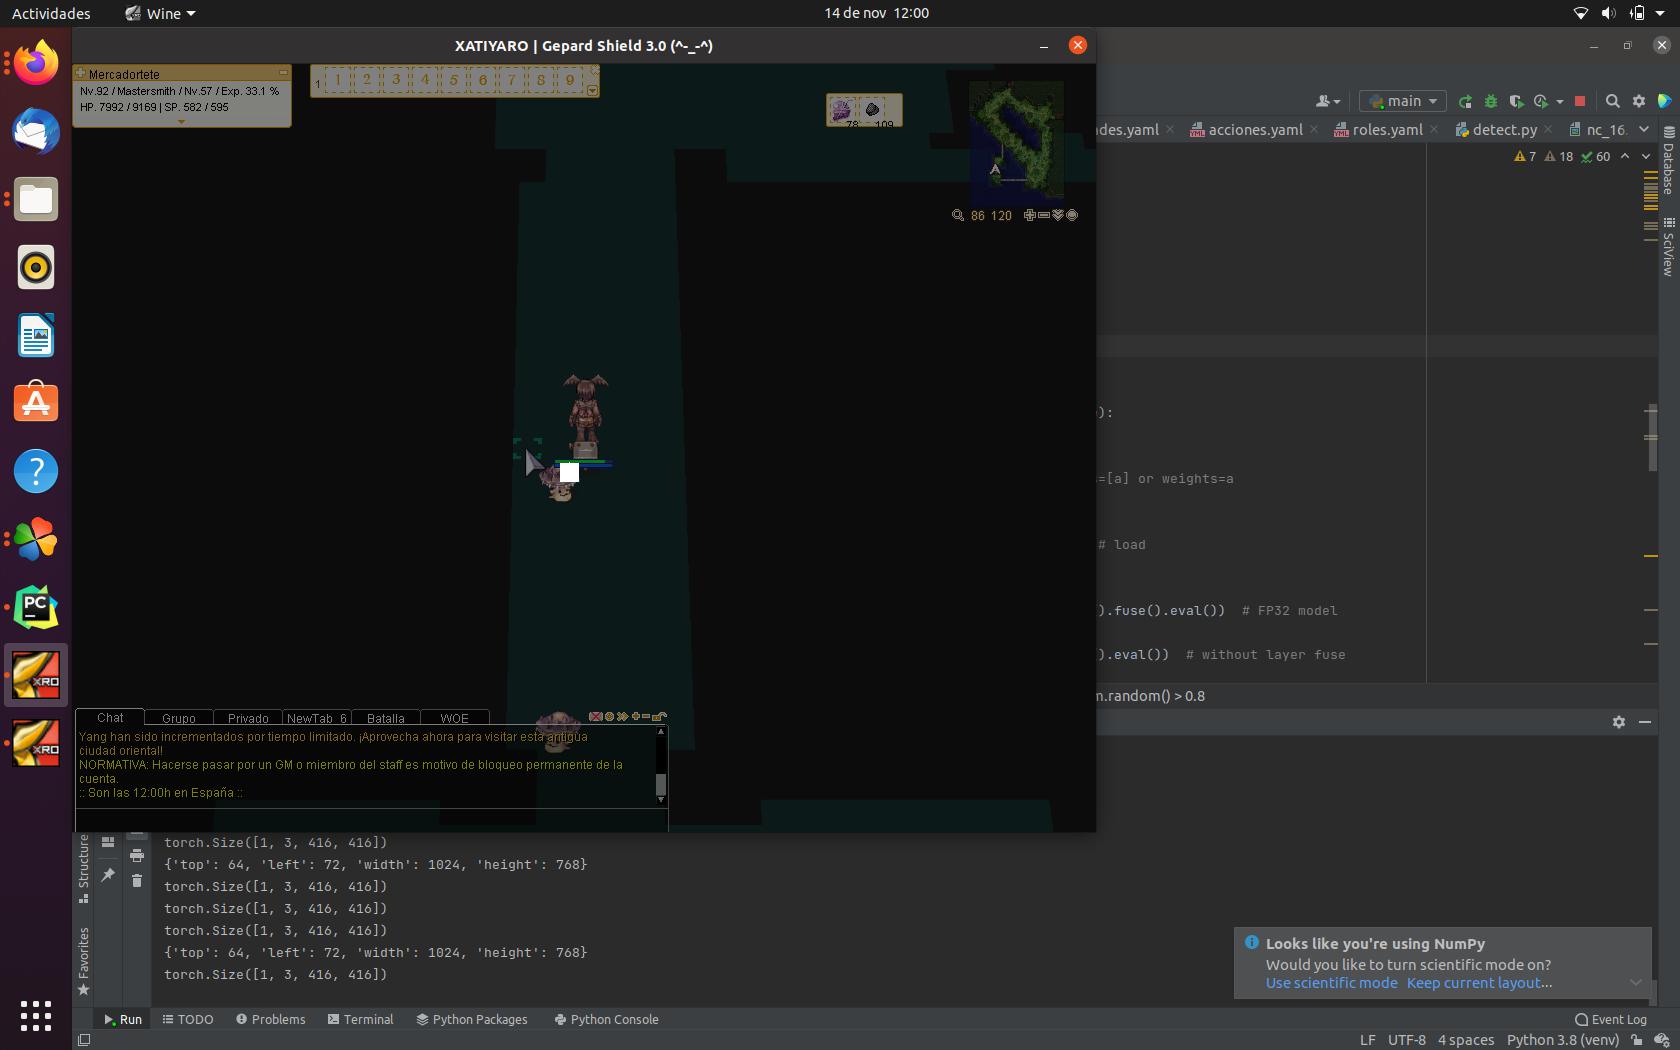 Actividades
Wine
14 de nov 12:00
XATIYARO | Gepard Shield 3.0 (^-_-^)
Mercadortete
Nv.92 / Mastersmith / Nv.57 / Exp. 33.1 %
HP. 7992 / 9169 | SP. 582 / 595
1 1 2 3 4 5 6 7 8 9
78 109
86 120
main
des.yaml
acciones.yaml
roles.yaml
detect.py
nc_16.
7 18 60
Database
SciView
):
=[a] or weights=a
# load
).fuse().eval()) # FP32 model
).eval()) # without layer fuse
m.random() > 0.8
Chat Grupo Privado NewTab_6 Batalla WOE
Yang han sido incrementados por tiempo limitado. ¡Aprovecha ahora para visitar esta antigua
ciudad oriental!
NORMATIVA: Hacerse pasar por un GM o miembro del staff es motivo de bloqueo permanente de la
cuenta.
:: Son las 12:00h en España ::
PC
XRO
XRO
Structure
Favorites
torch.Size([1, 3, 416, 416])
{'top': 64, 'left': 72, 'width': 1024, 'height': 768}
torch.Size([1, 3, 416, 416])
torch.Size([1, 3, 416, 416])
torch.Size([1, 3, 416, 416])
{'top': 64, 'left': 72, 'width': 1024, 'height': 768}
torch.Size([1, 3, 416, 416])
Looks like you're using NumPy
Would you like to turn scientific mode on?
Use scientific mode Keep current layout...
Run TODO Problems Terminal Python Packages Python Console
Event Log
LF UTF-8 4 spaces Python 3.8 (venv)